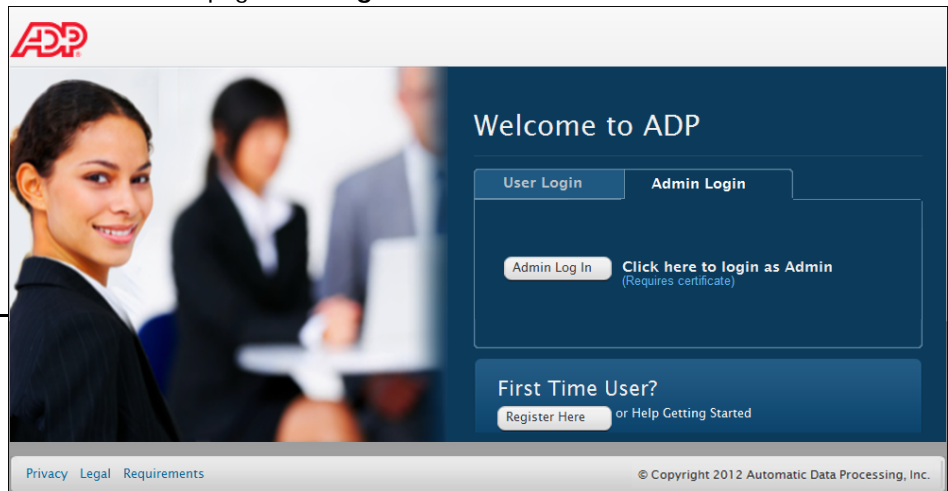 ADP
Welcome to ADP
User Login Admin Login
Admin Log In Click here to login as Admin
(Requires certificate)
First Time User?
Register Here or Help Getting Started
Privacy Legal Requirements © Copyright 2012 Automatic Data Processing, Inc.